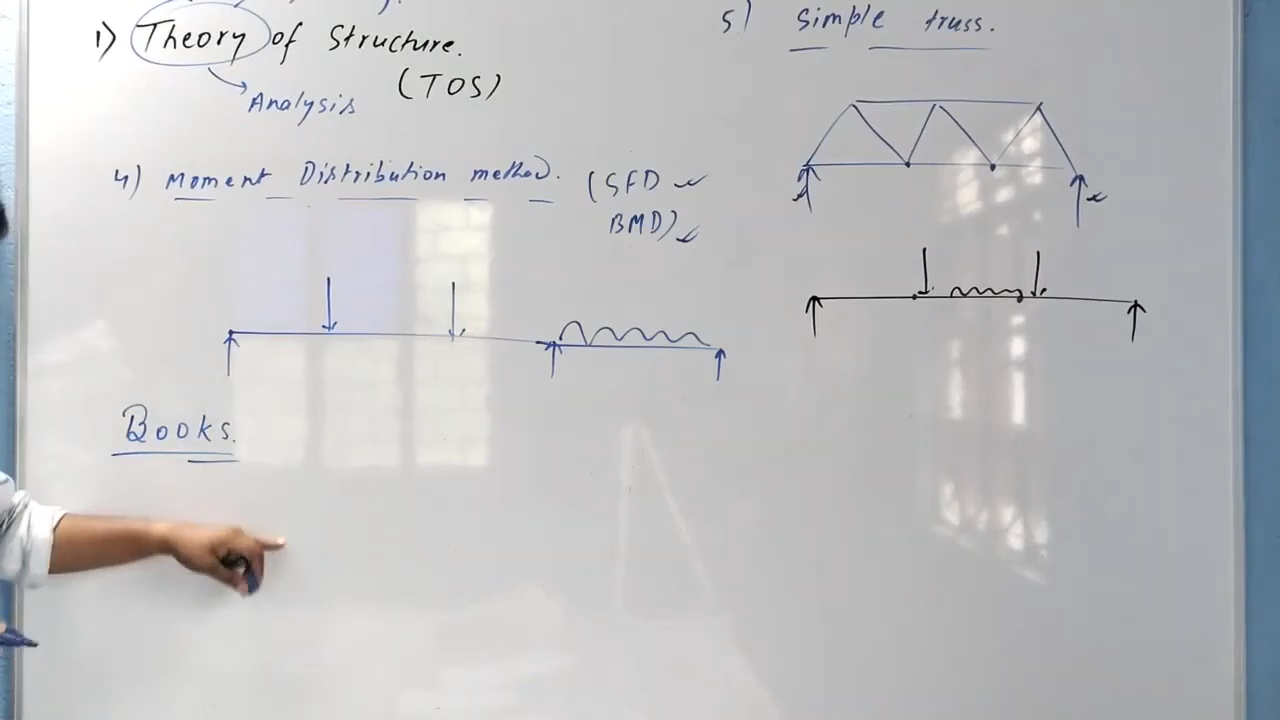 1) Theory of Structure.
(TOS)
Analysis
4) Moment Distribution method. (SFD
BMD)
Books.
5) Simple truss.